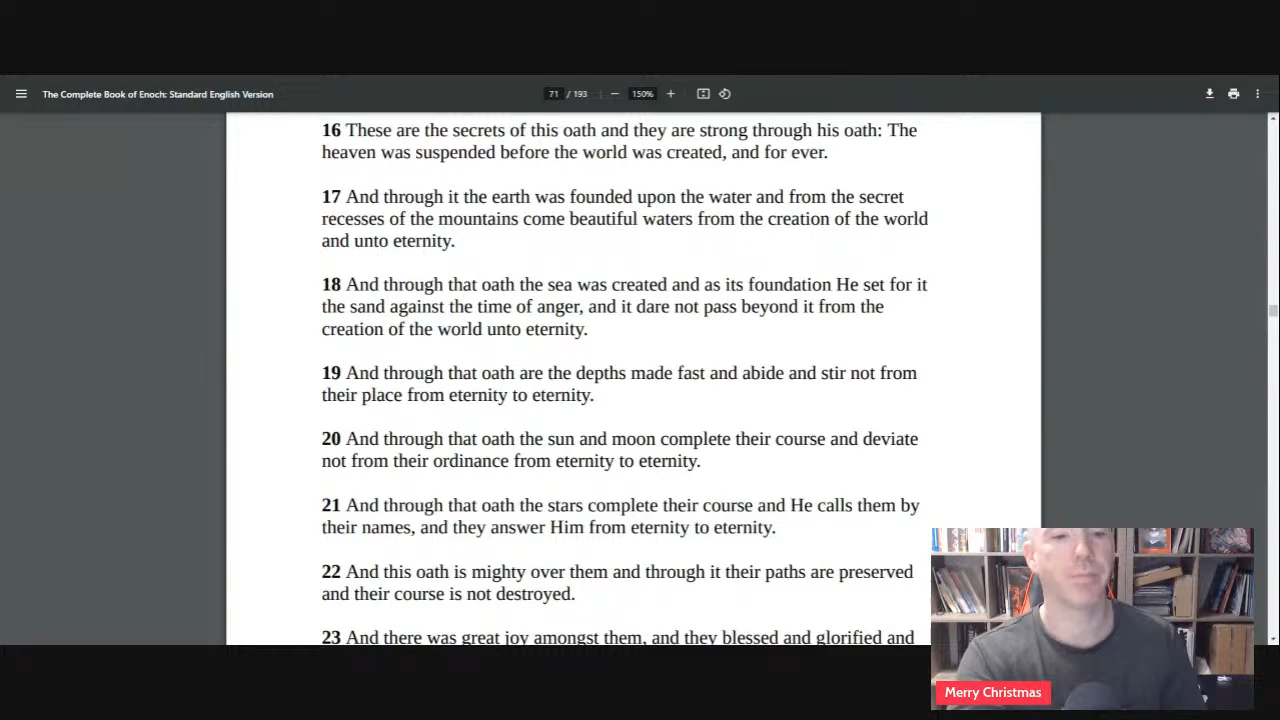 The Complete Book of Enoch: Standard English Version
71 / 193
150%
16 These are the secrets of this oath and they are strong through his oath: The
heaven was suspended before the world was created, and for ever.
17 And through it the earth was founded upon the water and from the secret
recesses of the mountains come beautiful waters from the creation of the world
and unto eternity.
18 And through that oath the sea was created and as its foundation He set for it
the sand against the time of anger, and it dare not pass beyond it from the
creation of the world unto eternity.
19 And through that oath are the depths made fast and abide and stir not from
their place from eternity to eternity.
20 And through that oath the sun and moon complete their course and deviate
not from their ordinance from eternity to eternity.
21 And through that oath the stars complete their course and He calls them by
their names, and they answer Him from eternity to eternity.
22 And this oath is mighty over them and through it their paths are preserved
and their course is not destroyed.
23 And there was great joy amongst them, and they blessed and glorified and
Merry Christmas